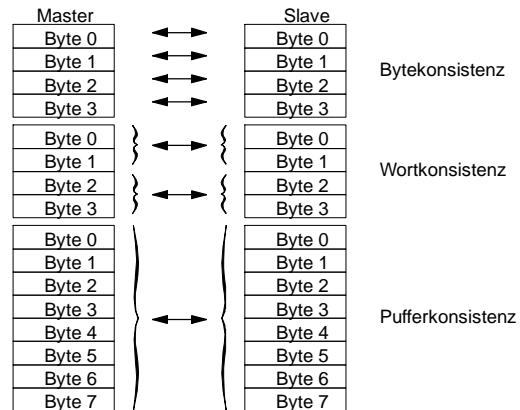 Master Slave
Byte 0 Byte 0
Byte 1 Byte 1 Bytekonsistenz
Byte 2 Byte 2
Byte 3 Byte 3
Byte 0 Byte 0
Byte 1 Byte 1 Wortkonsistenz
Byte 2 Byte 2
Byte 3 Byte 3
Byte 0 Byte 0
Byte 1 Byte 1
Byte 2 Byte 2
Byte 3 Byte 3 Pufferkonsistenz
Byte 4 Byte 4
Byte 5 Byte 5
Byte 6 Byte 6
Byte 7 Byte 7